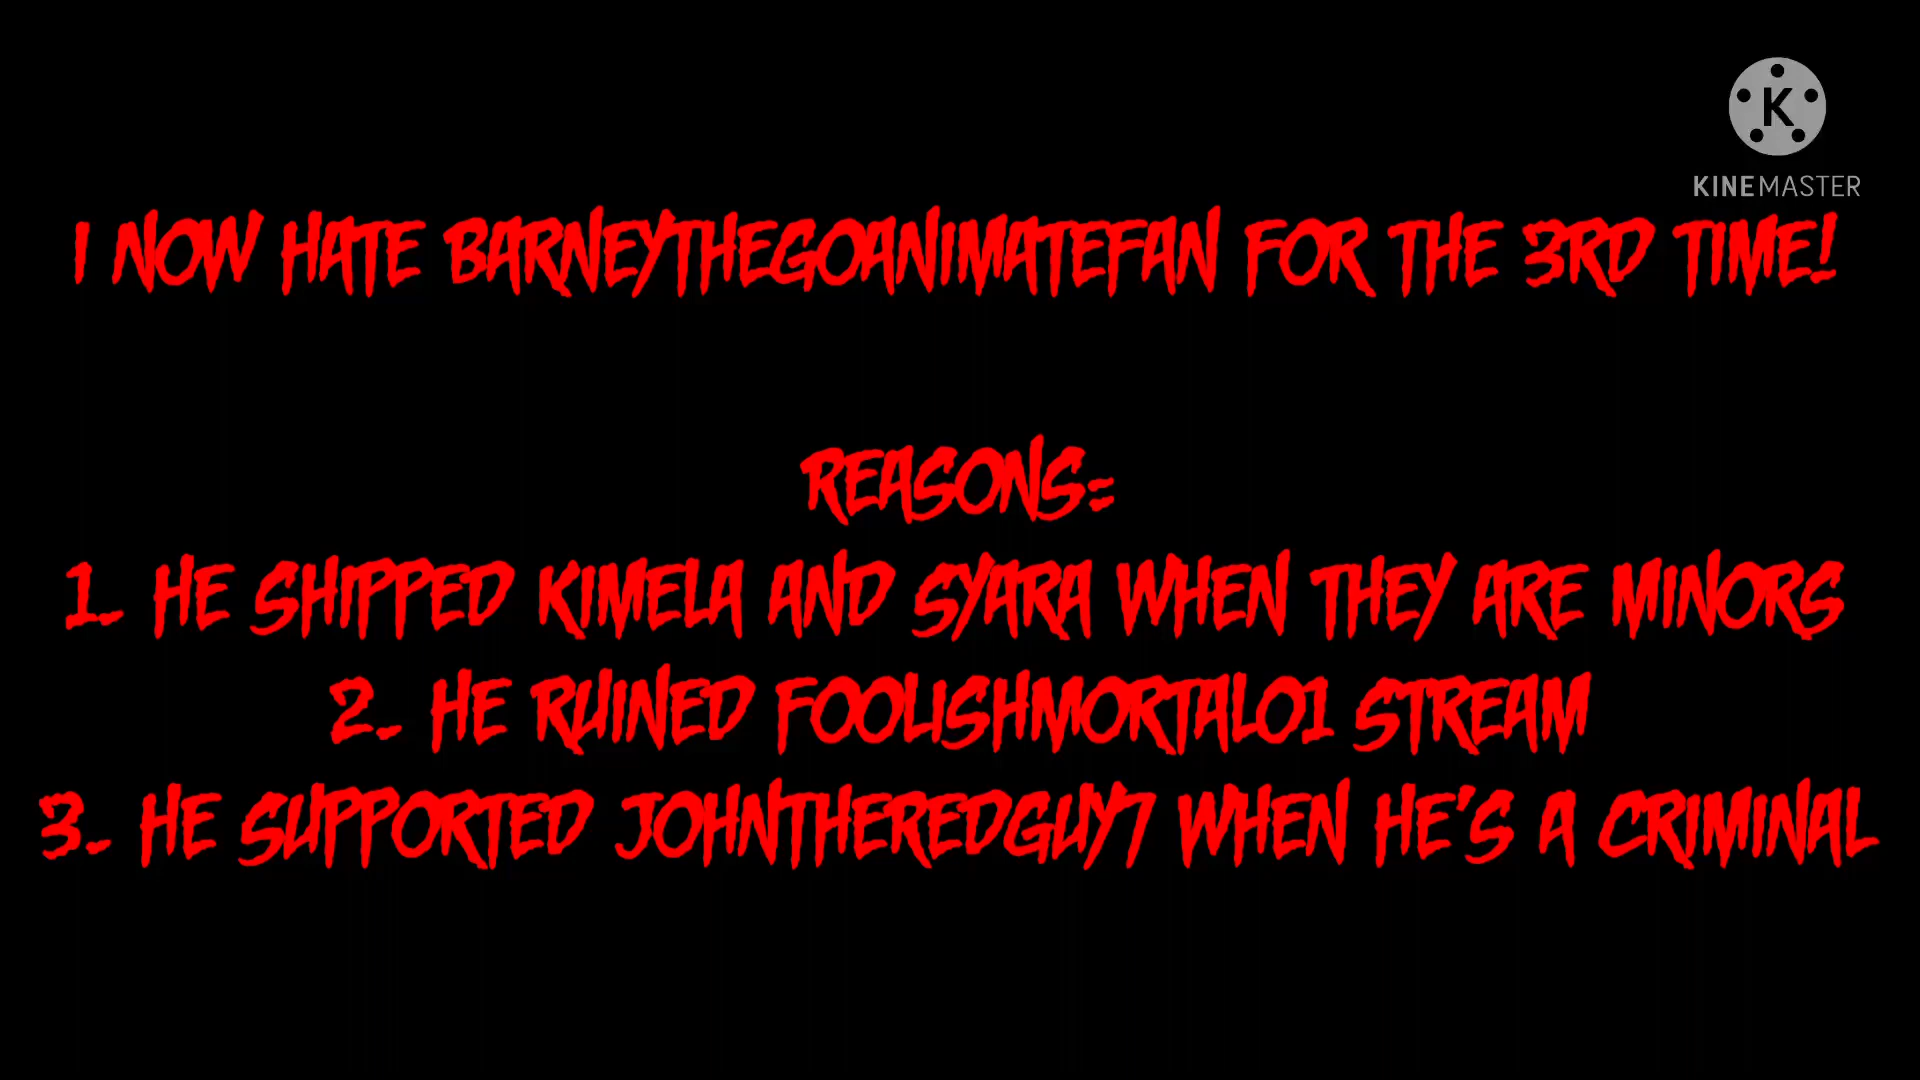 KINEMASTER
I NOW HATE BARNEYTHEGOANIMATEFAN FOR THE 3RD TIME!
REASONS=
1- HE SHIPPED KIMELA AND SYARA WHEN THEY ARE MINORS
2- HE RUINED FOOLISHMORTAL01 STREAM
3- HE SUPPORTED JOHNTHEREDGUY7 WHEN HE'S A CRIMINAL